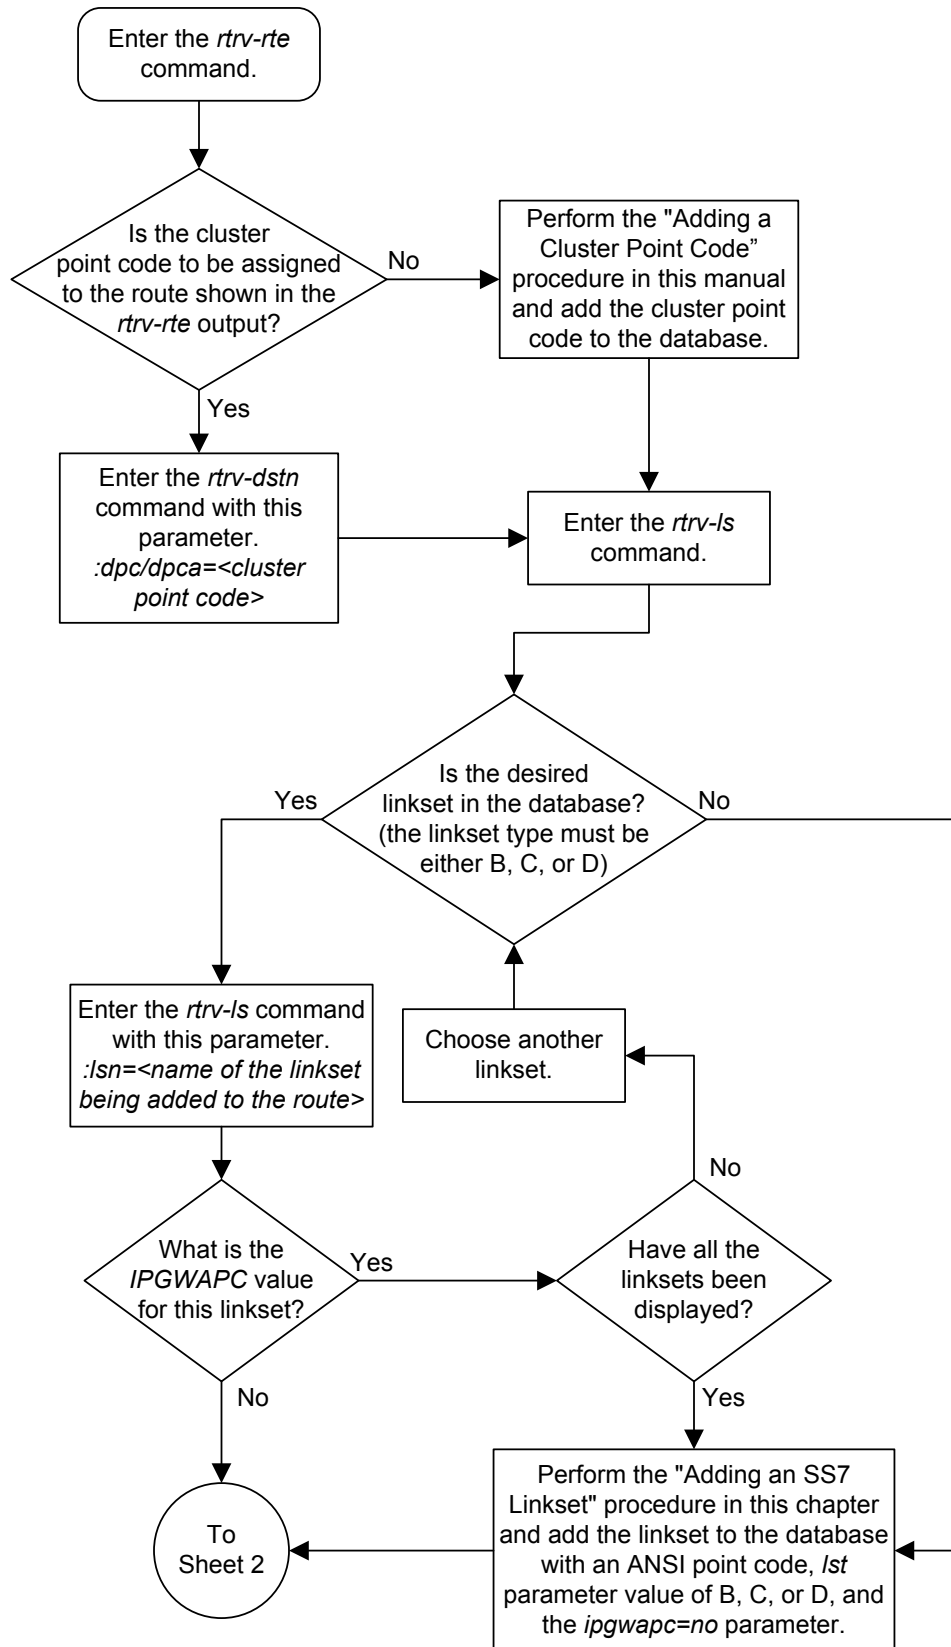 Enter the rtrv-rte
command.
Is the cluster
point code to be assigned
to the route shown in the
rtrv-rte output?
No
Perform the "Adding a
Cluster Point Code”
procedure in this manual
and add the cluster point
code to the database.
Yes
Enter the rtrv-dstn
command with this
parameter.
:dpc/dpca=<cluster
point code>
Enter the rtrv-ls
command.
Is the desired
linkset in the database?
(the linkset type must be
either B, C, or D)
Yes
No
Enter the rtrv-ls command
with this parameter.
:lsn=<name of the linkset
being added to the route>
Choose another
linkset.
No
What is the
IPGWAPC value
for this linkset?
Yes
Have all the
linksets been
displayed?
No
Yes
To
Sheet 2
Perform the "Adding an SS7
Linkset" procedure in this chapter
and add the linkset to the database
with an ANSI point code, lst
parameter value of B, C, or D, and
the ipgwapc=no parameter.